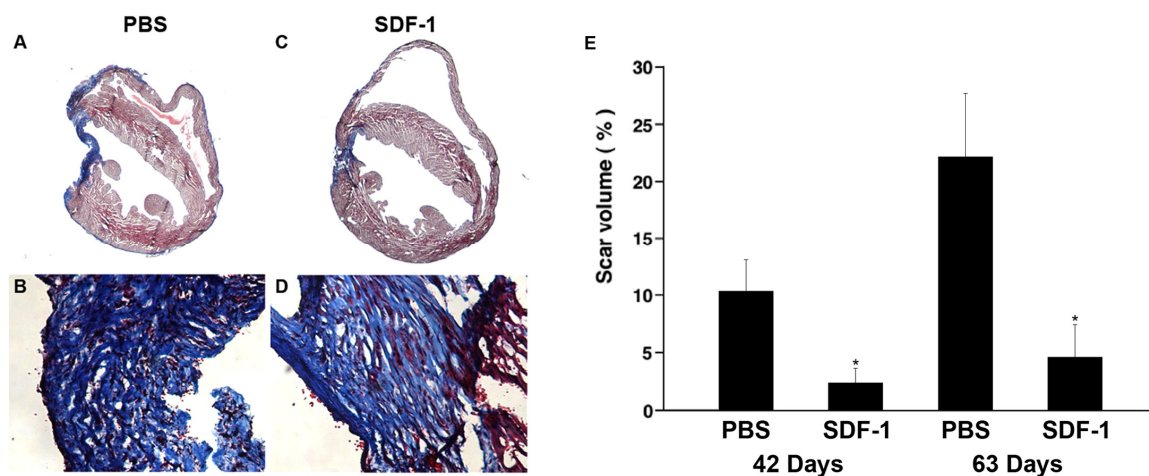 PBS
SDF-1
A
C
B
D
E
Scar volume ( % )
30
25
20
15
10
5
0
*
*
PBS
SDF-1
PBS
SDF-1
42 Days
63 Days